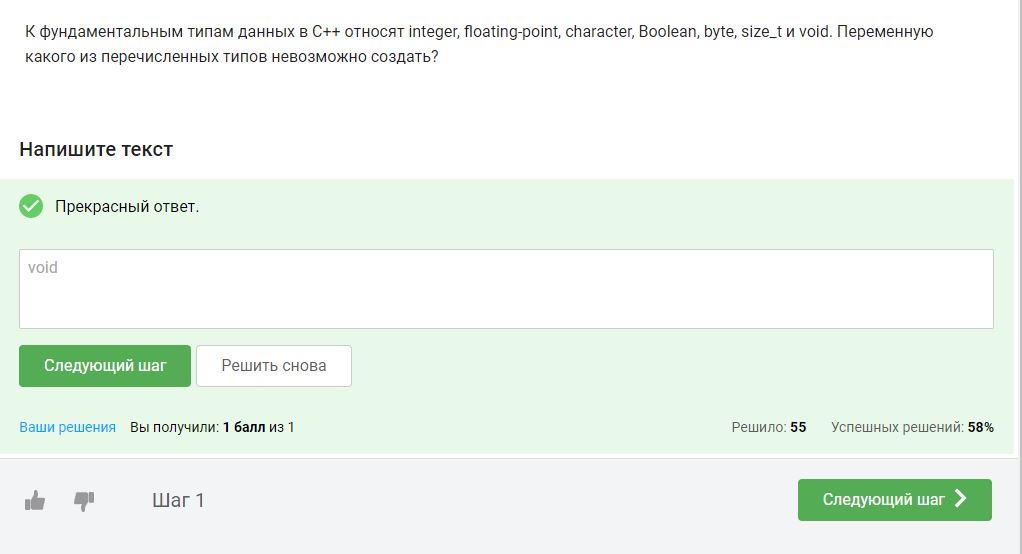 К фундаментальным типам данных в C++ относят integer, floating-point, character, Boolean, byte, size_t и void. Переменную
какого из перечисленных типов невозможно создать?
Напишите текст
Прекрасный ответ.
void
Следующий шаг Решить снова
Ваши решения Вы получили: 1 балл из 1 Решило: 55 Успешных решений: 58%
Шаг 1 Следующий шаг